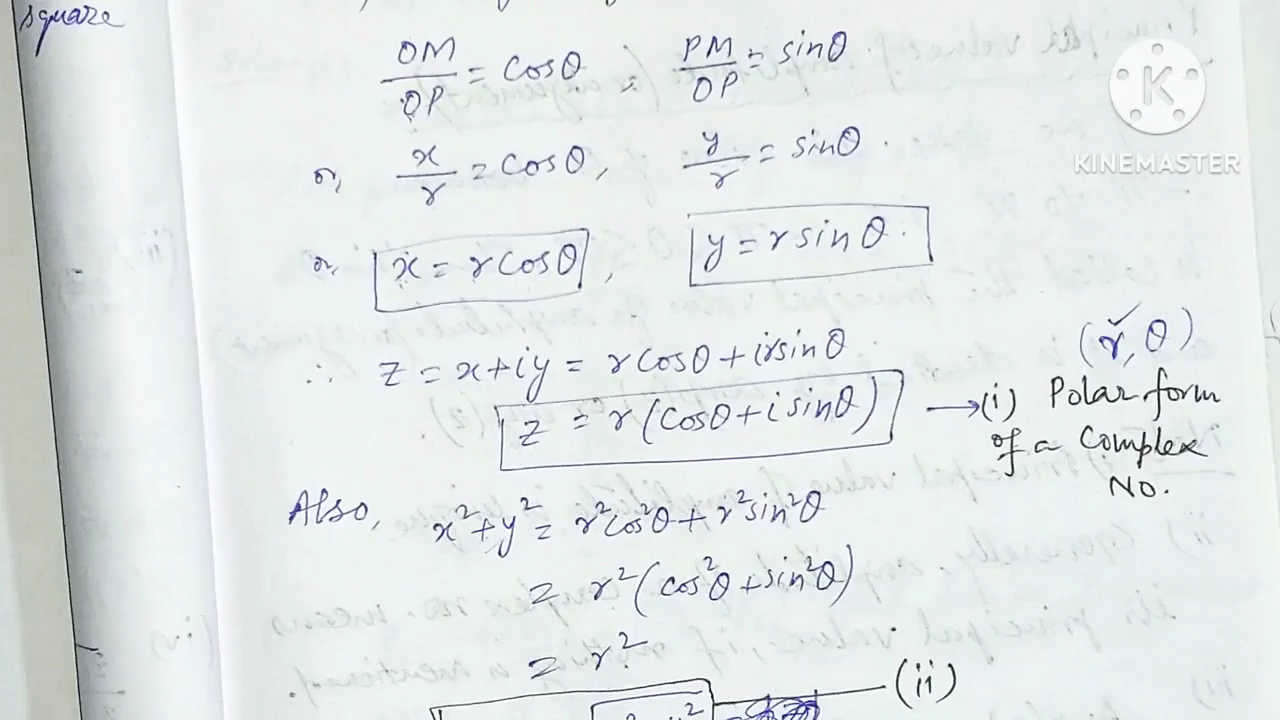 square
OM/OP = cosθ, PM/OP = sinθ
or, x/r = cosθ, y/r = sinθ.
or, x = r cosθ, y = r sinθ.
∴ z = x+iy = r cosθ + i r sinθ
(r, θ)
z = r(cosθ + i sinθ) → (i) Polar form
of a Complex
No.
Also, x² + y² = r²cos²θ + r²sin²θ
= r²(cos²θ + sin²θ)
= r²
(ii)
K
KINEMASTER